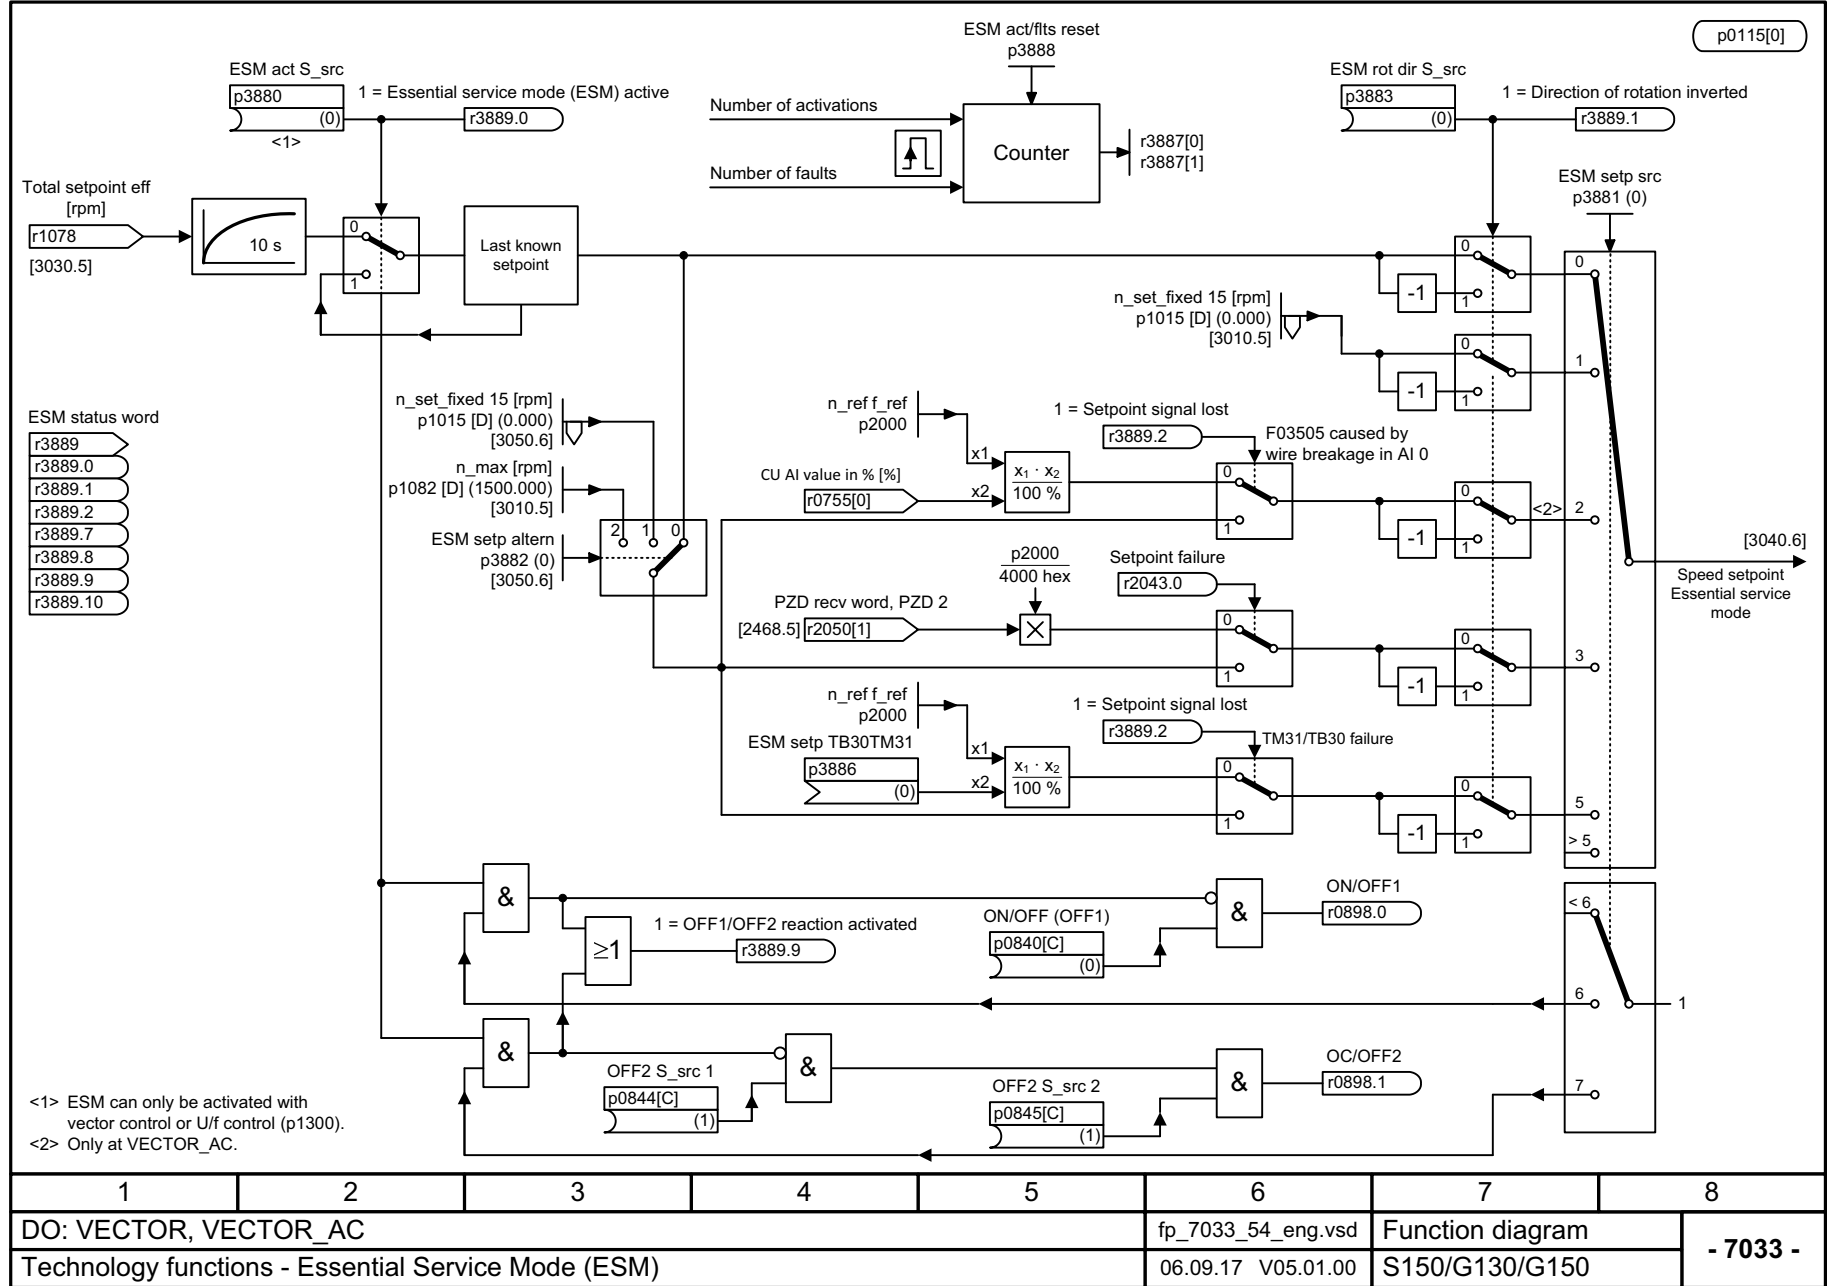 ESM act/flts reset
p3888
p0115[0]
ESM act S_src
p3880
(0)
<1>
1 = Essential service mode (ESM) active
r3889.0
Number of activations
Number of faults
Counter
r3887[0]
r3887[1]
ESM rot dir S_src
p3883
(0)
1 = Direction of rotation inverted
r3889.1
ESM setp src
p3881 (0)
Total setpoint eff
[rpm]
r1078
[3030.5]
10 s
0
1
Last known
setpoint
0
-1
1
0
n_set_fixed 15 [rpm]
p1015 [D] (0.000)
[3010.5]
0
-1
1
1
ESM status word
r3889
r3889.0
r3889.1
r3889.2
r3889.7
r3889.8
r3889.9
r3889.10
n_set_fixed 15 [rpm]
p1015 [D] (0.000)
[3050.6]
n_max [rpm]
p1082 [D] (1500.000)
[3010.5]
ESM setp altern
p3882 (0)
[3050.6]
2
1
0
n_ref f_ref
p2000
CU AI value in % [%]
r0755[0]
x1
x2
x₁ · x₂
100 %
1 = Setpoint signal lost
r3889.2
F03505 caused by
wire breakage in AI 0
0
1
0
-1
1
<2>
2
p2000
4000 hex
Setpoint failure
r2043.0
PZD recv word, PZD 2
[2468.5]
r2050[1]
0
1
0
-1
1
3
[3040.6]
Speed setpoint
Essential service
mode
n_ref f_ref
p2000
ESM setp TB30TM31
p3886
(0)
x1
x2
x₁ · x₂
100 %
1 = Setpoint signal lost
r3889.2
TM31/TB30 failure
0
1
0
-1
1
5
> 5
&
≥1
1 = OFF1/OFF2 reaction activated
r3889.9
ON/OFF (OFF1)
p0840[C]
(0)
&
ON/OFF1
r0898.0
< 6
6
1
7
&
OFF2 S_src 1
p0844[C]
(1)
&
OFF2 S_src 2
p0845[C]
(1)
&
OC/OFF2
r0898.1
<1> ESM can only be activated with
vector control or U/f control (p1300).
<2> Only at VECTOR_AC.
1 2 3 4 5 6 7 8
DO: VECTOR, VECTOR_AC
fp_7033_54_eng.vsd
Function diagram
- 7033 -
Technology functions - Essential Service Mode (ESM)
06.09.17 V05.01.00
S150/G130/G150